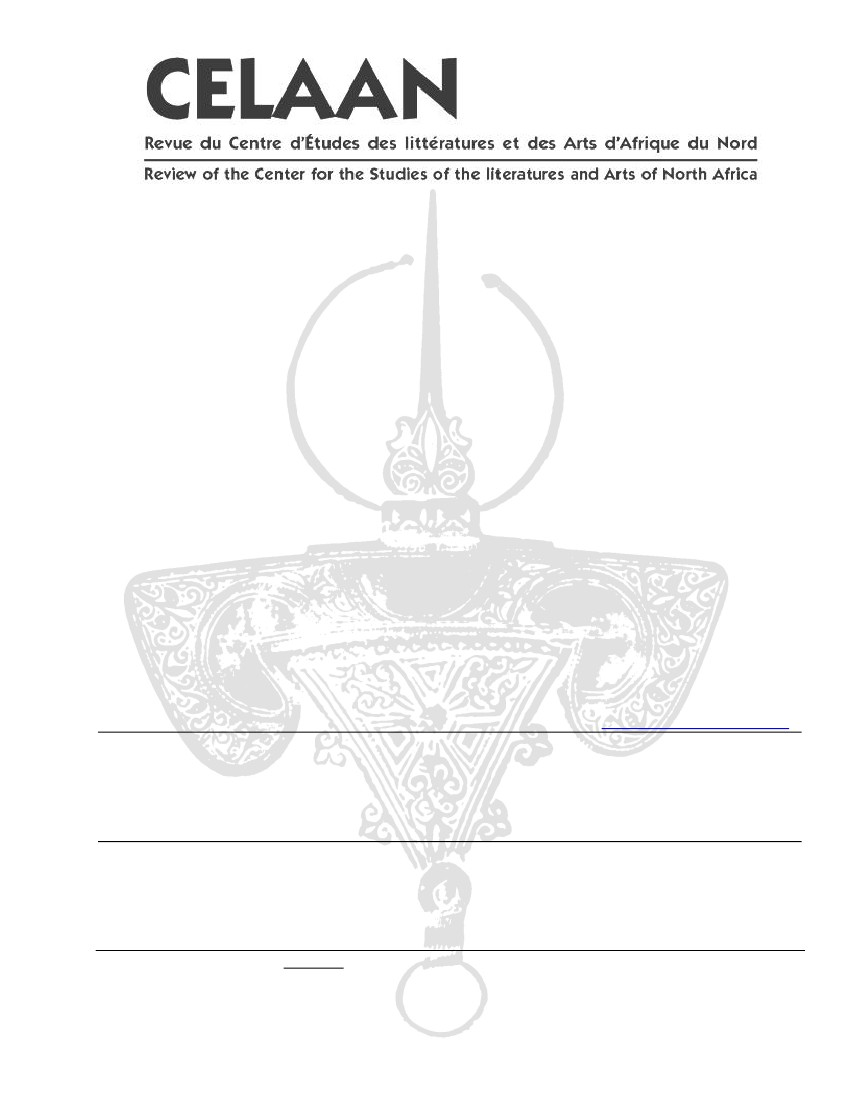 CELAAN
Revue du Centre d'Études des littératures et des Arts d'Afrique du Nord
Review of the Center for the Studies of the literatures and Arts of North Africa